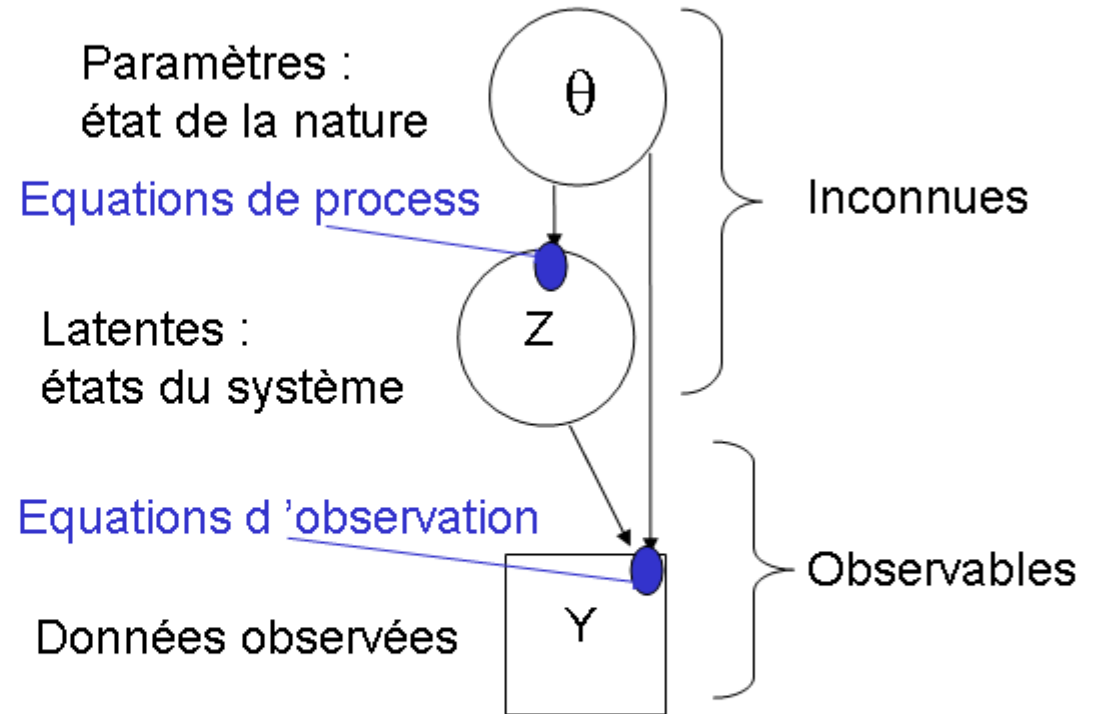 Paramètres :
état de la nature
θ
Equations de process
Inconnues
Z
Latentes :
états du système
Equations d ’observation
Observables
Y
Données observées